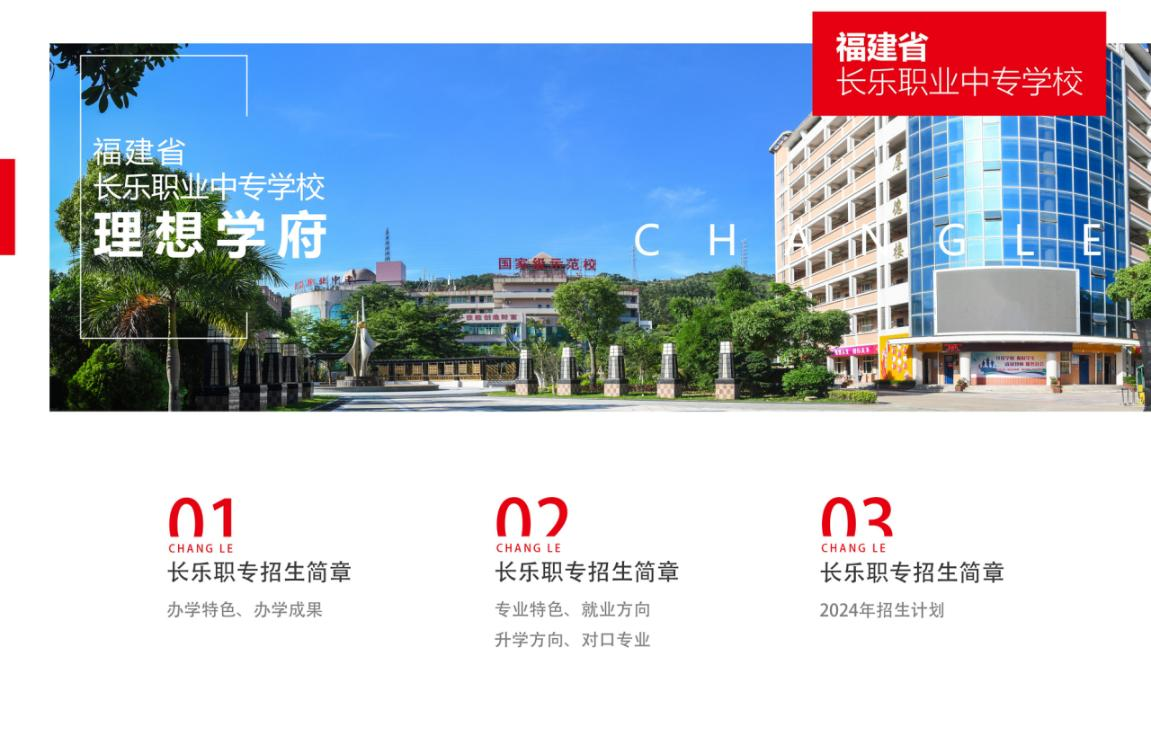 福建省
长乐职业中专学校
福建省
长乐职业中专学校
理想学府
CHANGLE
国家级示范校
厚德楼
01
CHANG LE
长乐职专招生简章
办学特色、办学成果
02
CHANG LE
长乐职专招生简章
专业特色、就业方向
升学方向、对口专业
03
CHANG LE
长乐职专招生简章
2024年招生计划